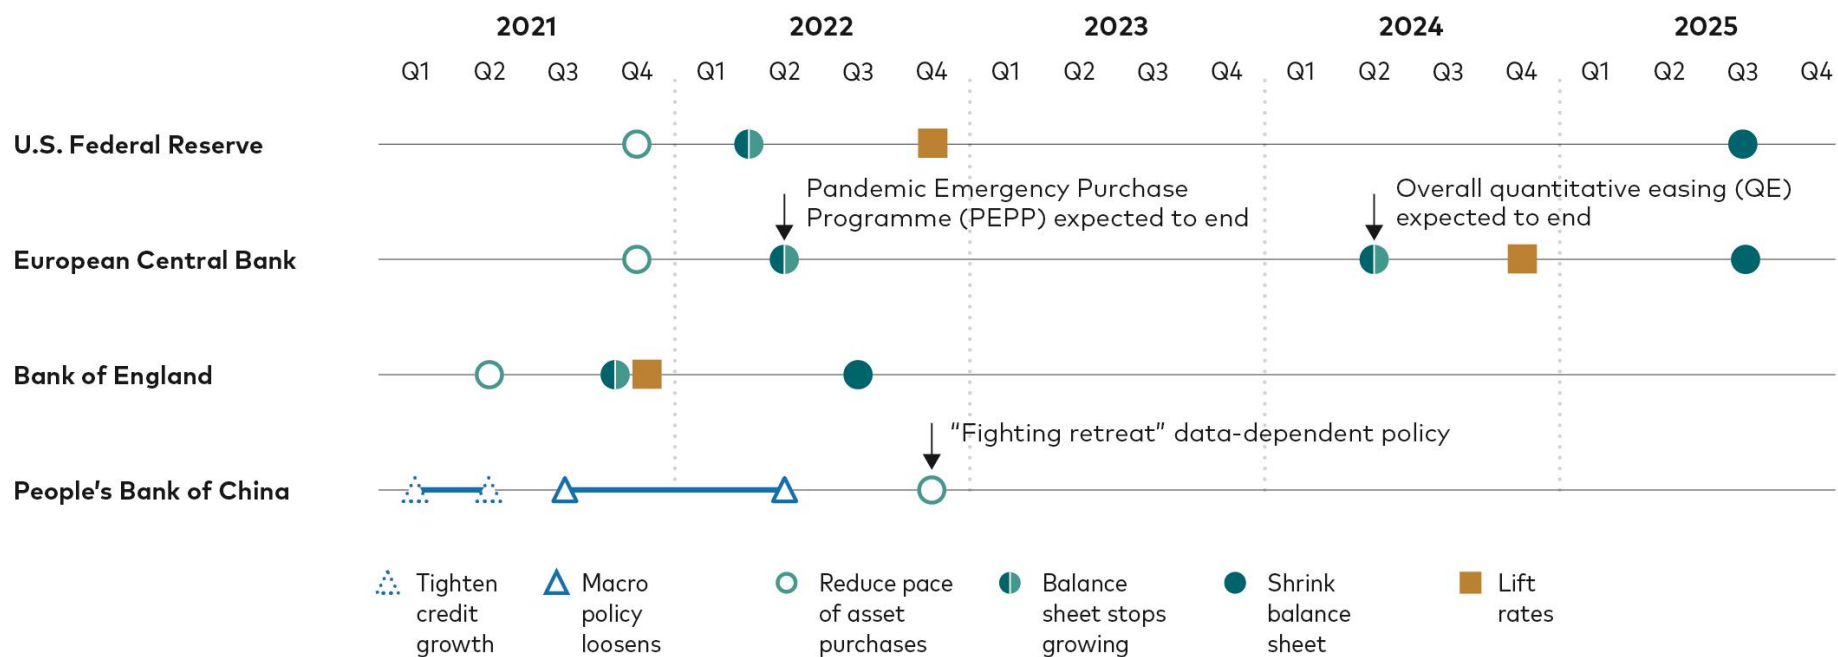 2021 2022 2023 2024 2025
Q1 Q2 Q3 Q4 Q1 Q2 Q3 Q4 Q1 Q2 Q3 Q4 Q1 Q2 Q3 Q4 Q1 Q2 Q3 Q4
U.S. Federal Reserve
Pandemic Emergency Purchase
Programme (PEPP) expected to end
Overall quantitative easing (QE)
expected to end
European Central Bank
Bank of England
“Fighting retreat” data-dependent policy
People’s Bank of China
Tighten
credit
growth
Macro
policy
loosens
Reduce pace
of asset
purchases
Balance
sheet stops
growing
Shrink
balance
sheet
Lift
rates